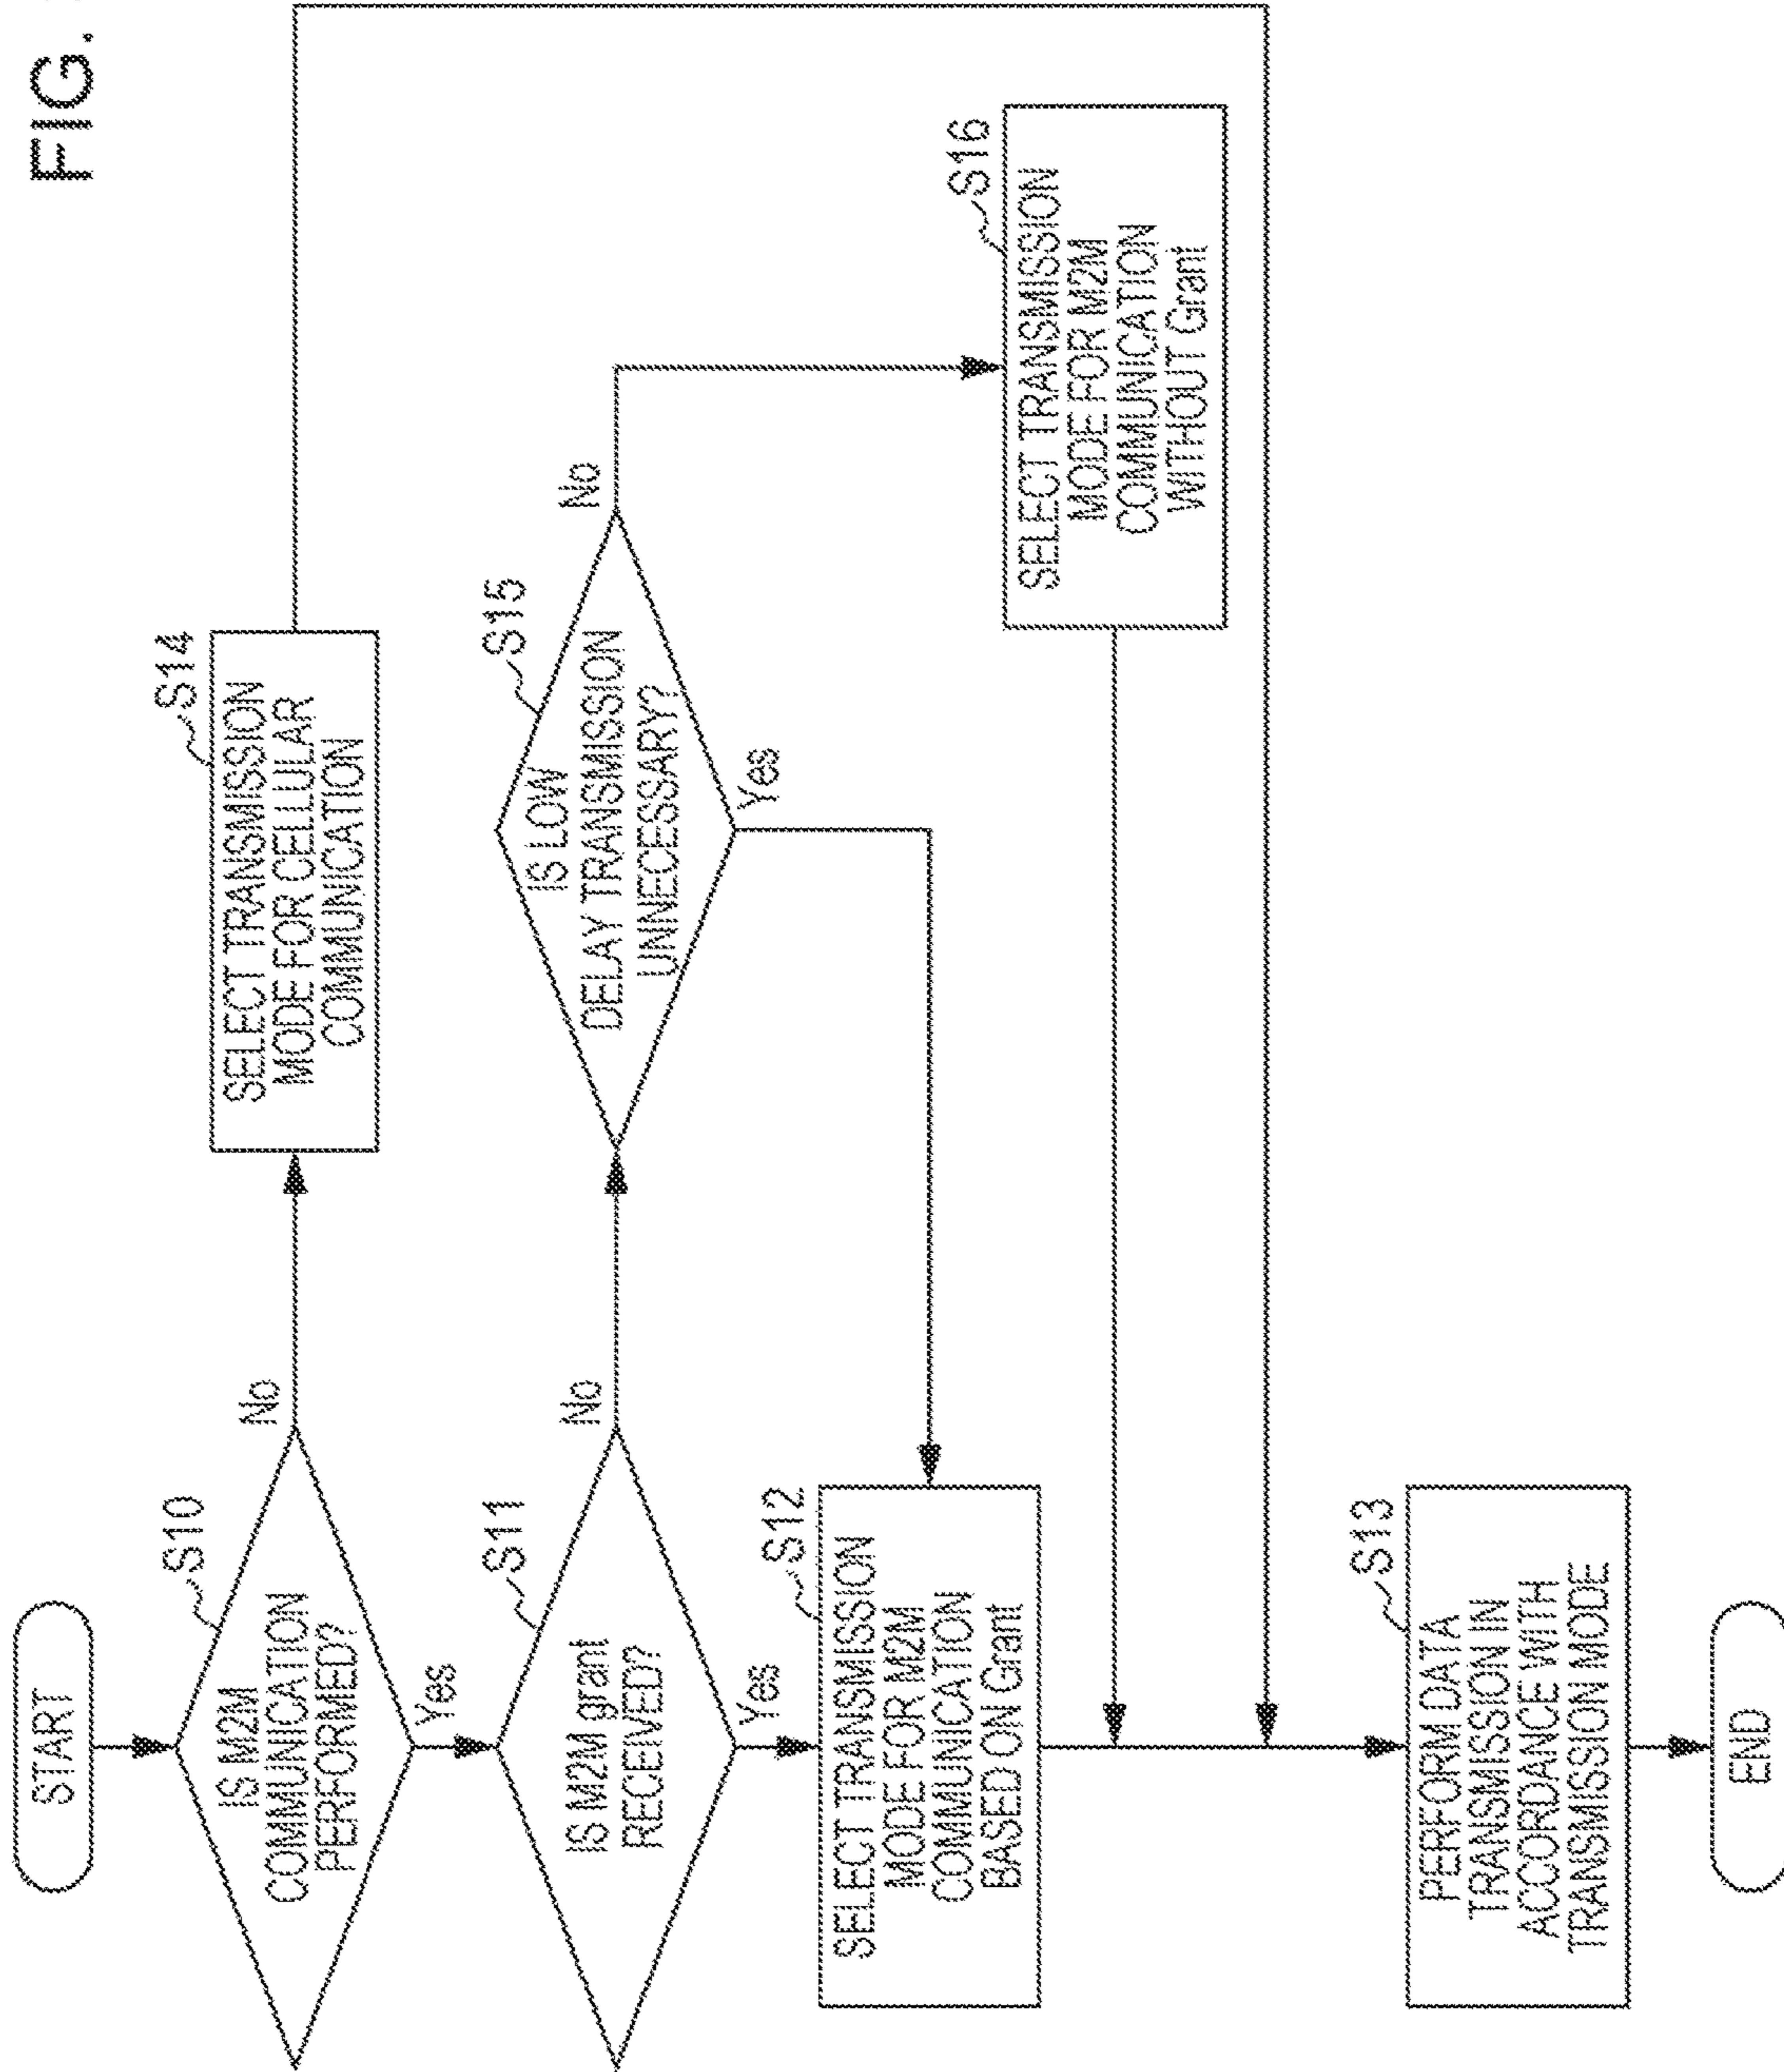 FIG.
START
S10
IS M2M
COMMUNICATION
PERFORMED?
No
Yes
S14
SELECT TRANSMISSION
MODE FOR CELLULAR
COMMUNICATION
S11
IS M2M grant
RECEIVED?
No
Yes
S15
IS LOW
DELAY TRANSMISSION
UNNECESSARY?
No
Yes
S12
SELECT TRANSMISSION
MODE FOR M2M
COMMUNICATION
BASED ON Grant
S16
SELECT TRANSMISSION
MODE FOR M2M
COMMUNICATION
WITHOUT Grant
S13
PERFORM DATA
TRANSMISSION IN
ACCORDANCE WITH
TRANSMISSION MODE
END